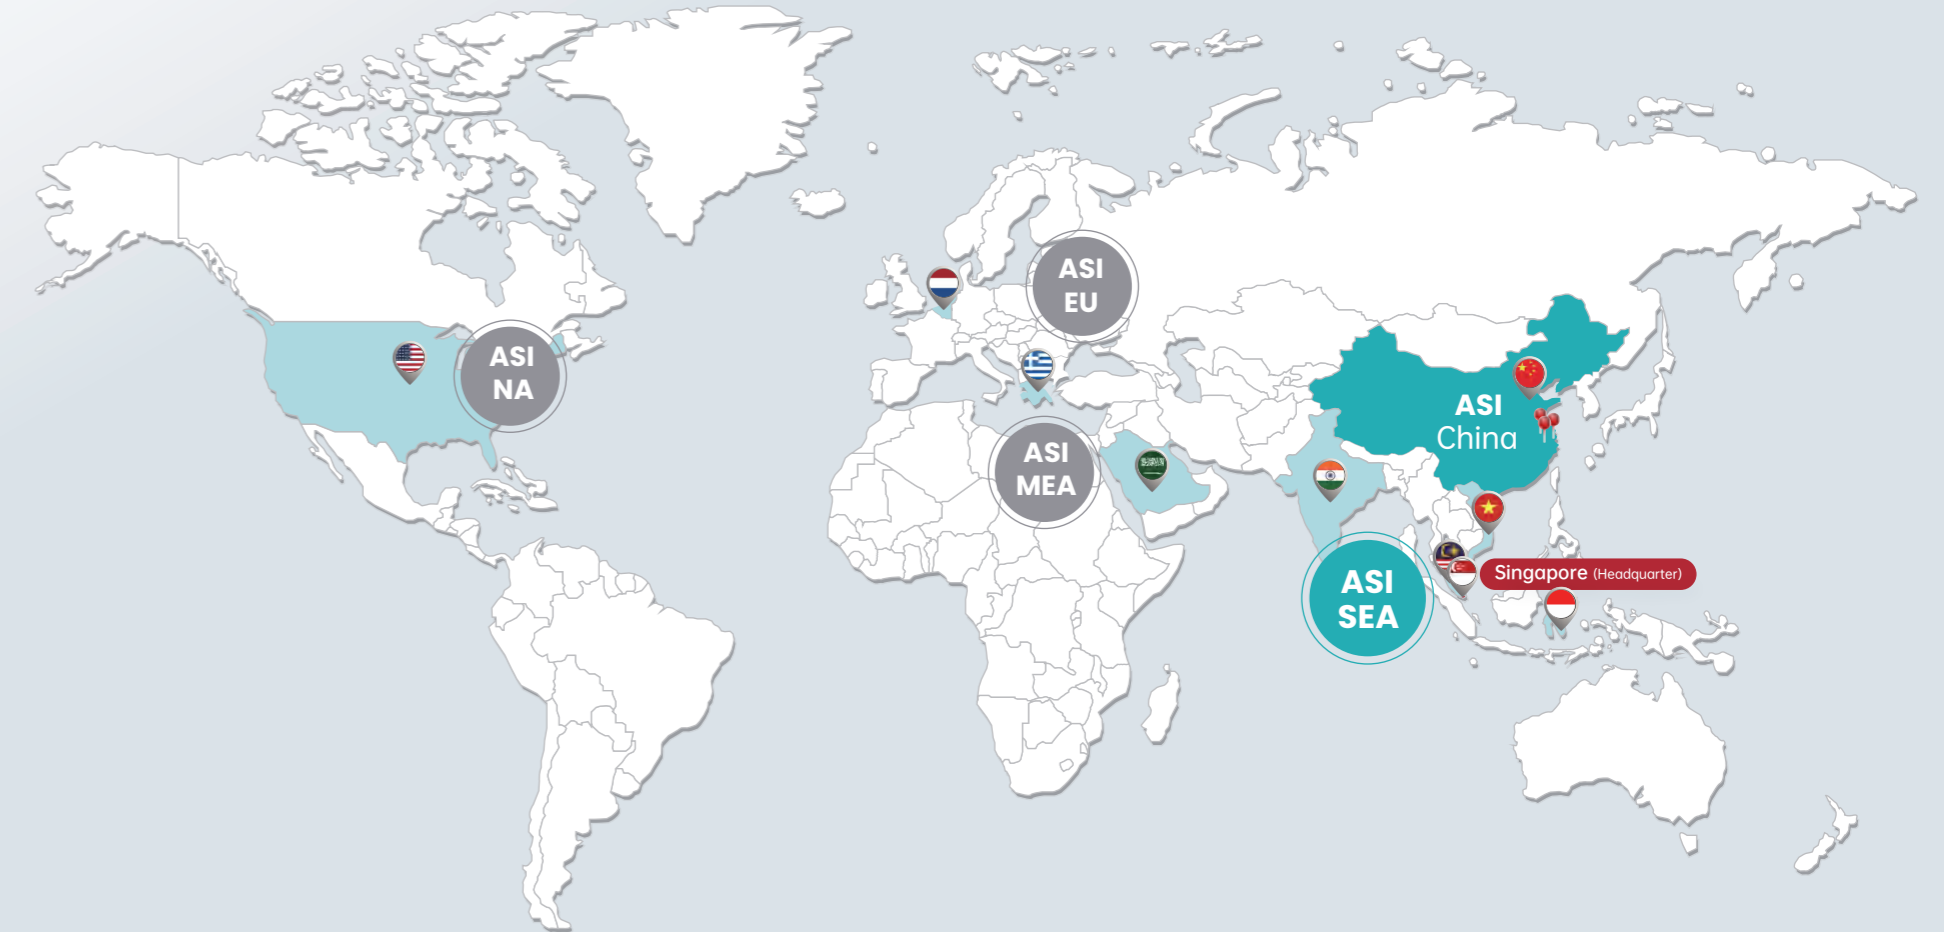 ASI
EU
ASI
NA
ASI
China
ASI
MEA
Singapore (Headquarter)
ASI
SEA